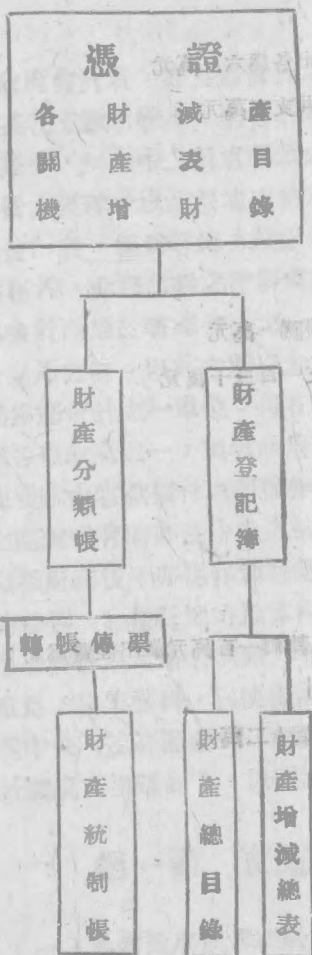 憑證
各關機
財產增
減表財
產目錄
財產分類帳
財產登記簿
轉帳傳票
財產統制帳
財產總目錄
財產增減總表